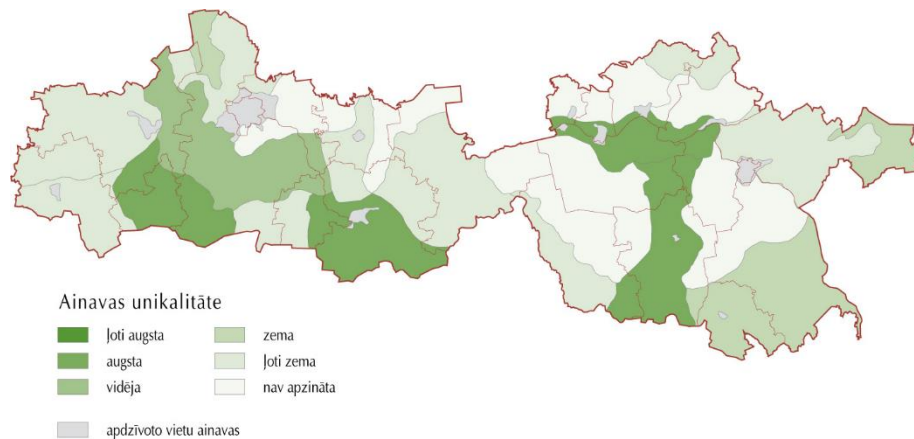 Ainavas unikalitāte
ļoti augsta
augsta
vidēja
zema
ļoti zema
nav apzināta
apdzīvoto vietu ainavas